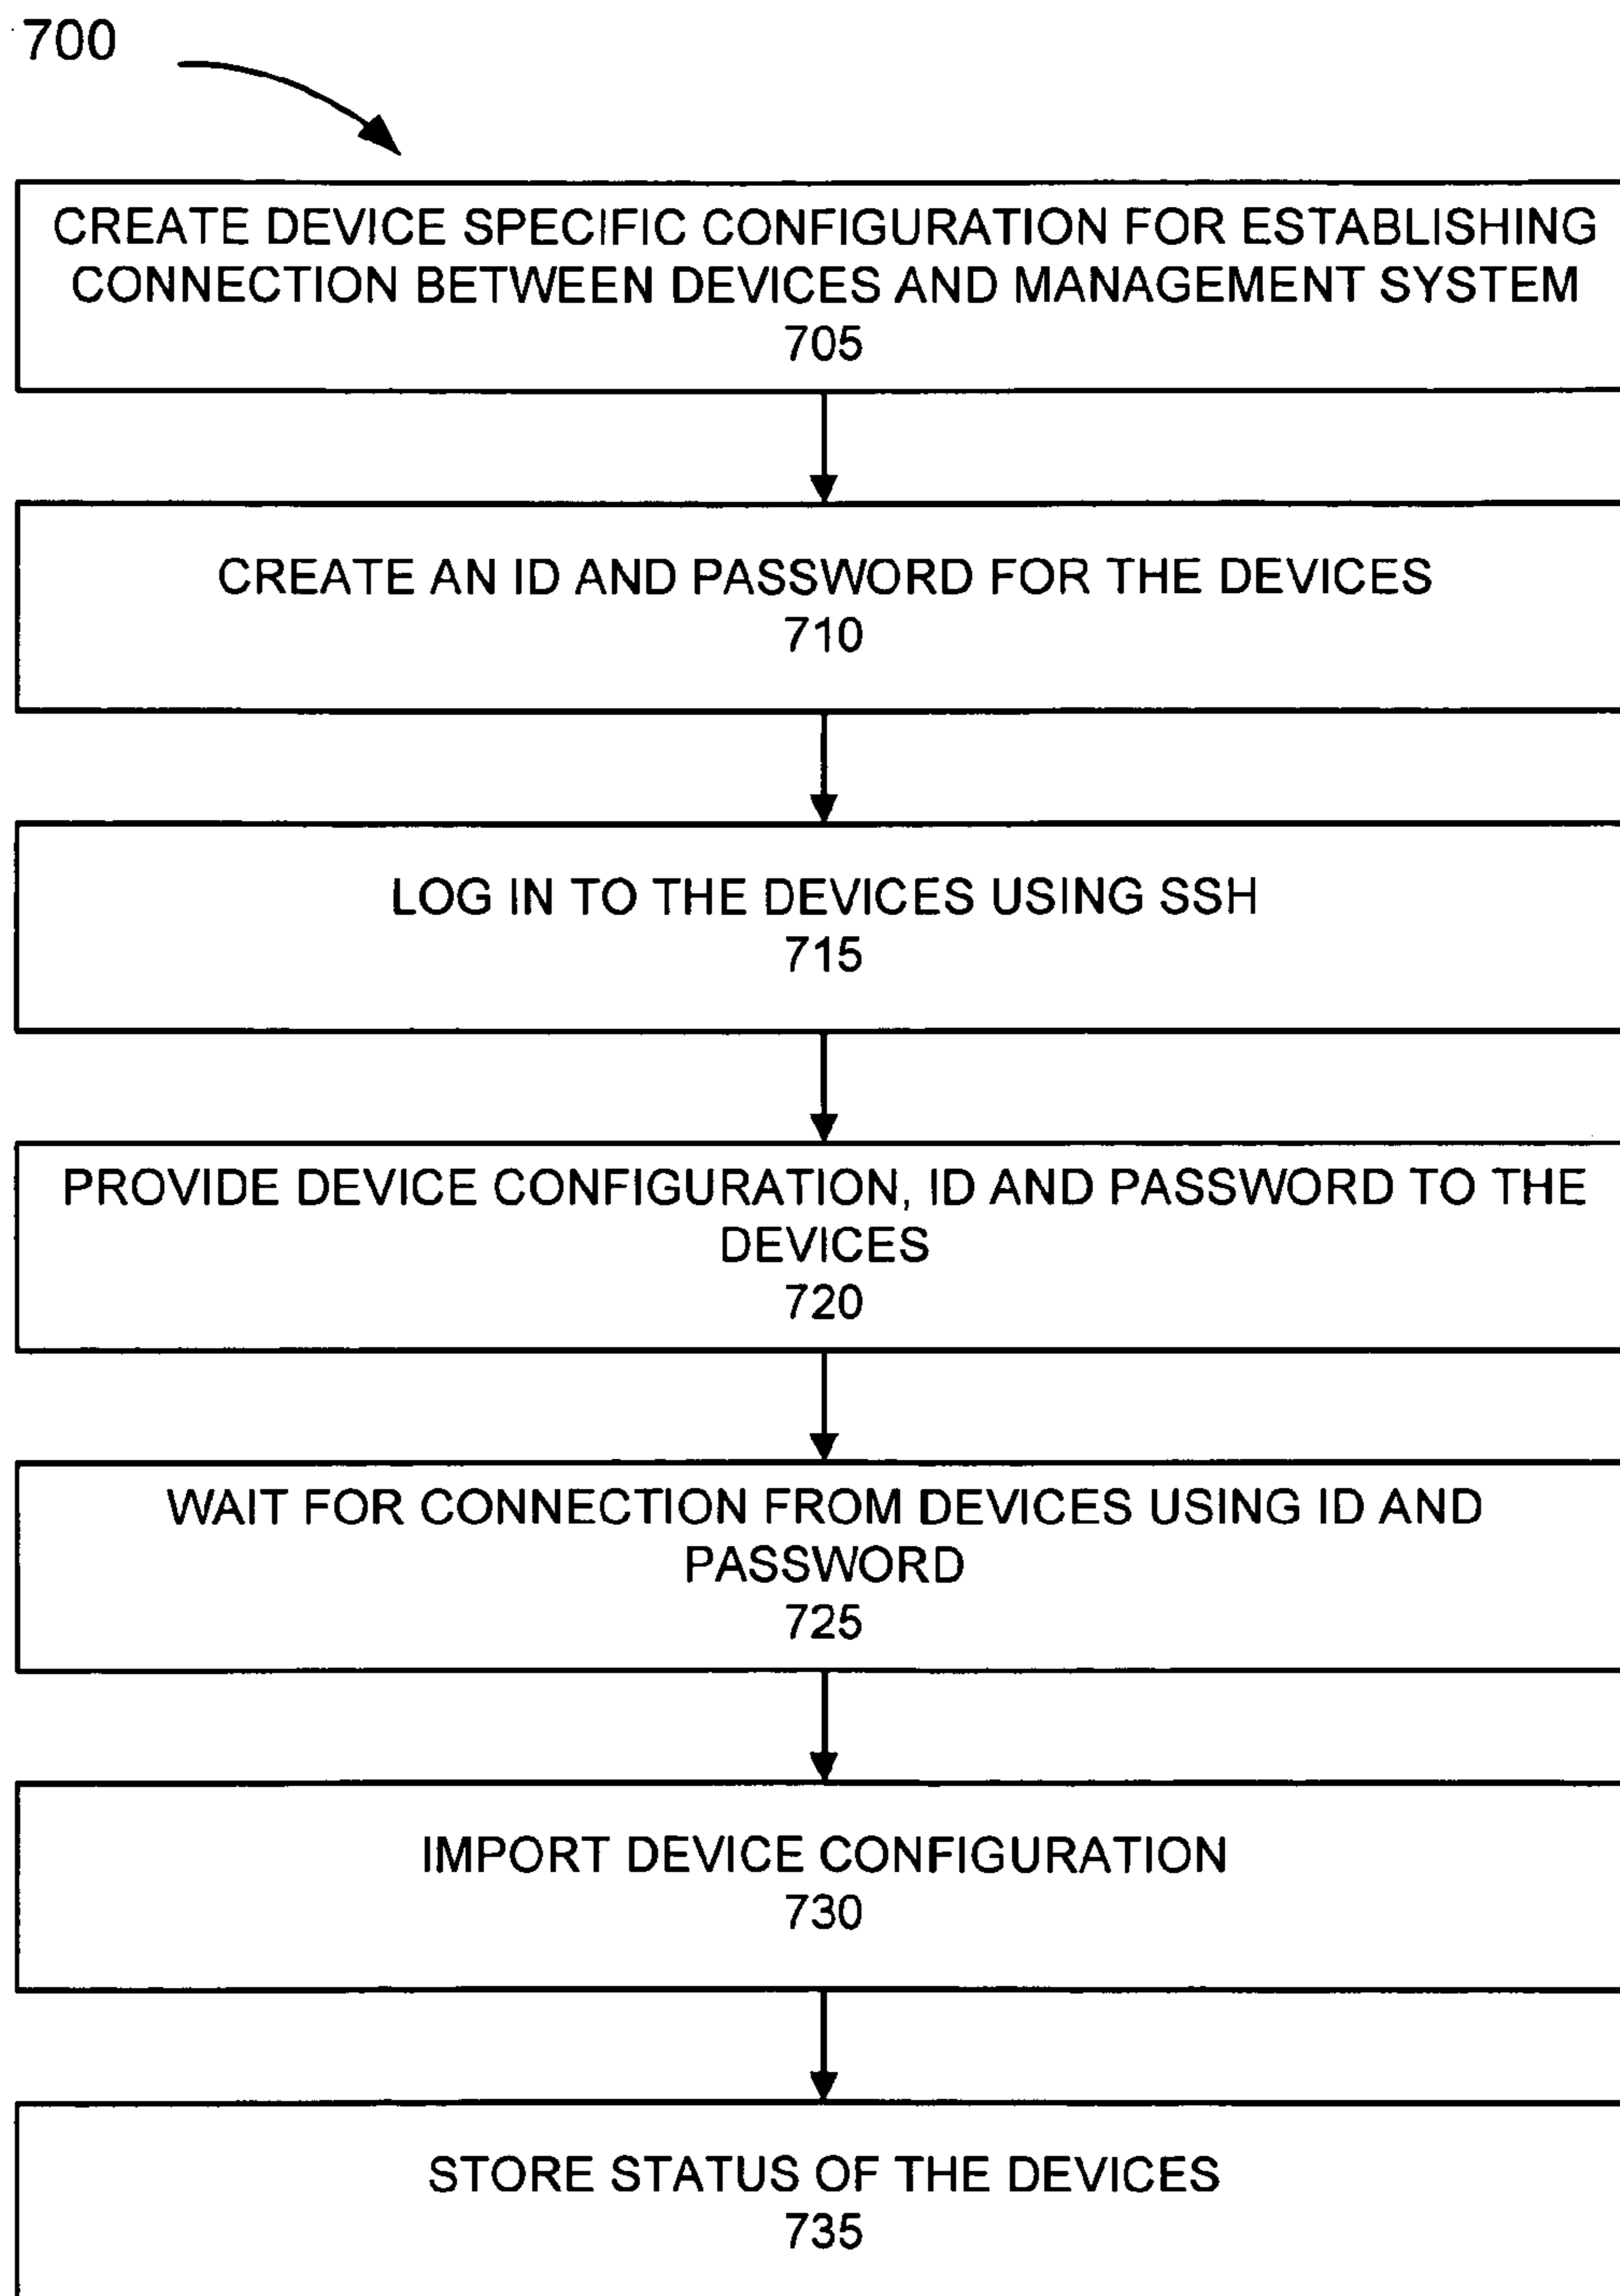 700
CREATE DEVICE SPECIFIC CONFIGURATION FOR ESTABLISHING
CONNECTION BETWEEN DEVICES AND MANAGEMENT SYSTEM
705
CREATE AN ID AND PASSWORD FOR THE DEVICES
710
LOG IN TO THE DEVICES USING SSH
715
PROVIDE DEVICE CONFIGURATION, ID AND PASSWORD TO THE
DEVICES
720
WAIT FOR CONNECTION FROM DEVICES USING ID AND
PASSWORD
725
IMPORT DEVICE CONFIGURATION
730
STORE STATUS OF THE DEVICES
735